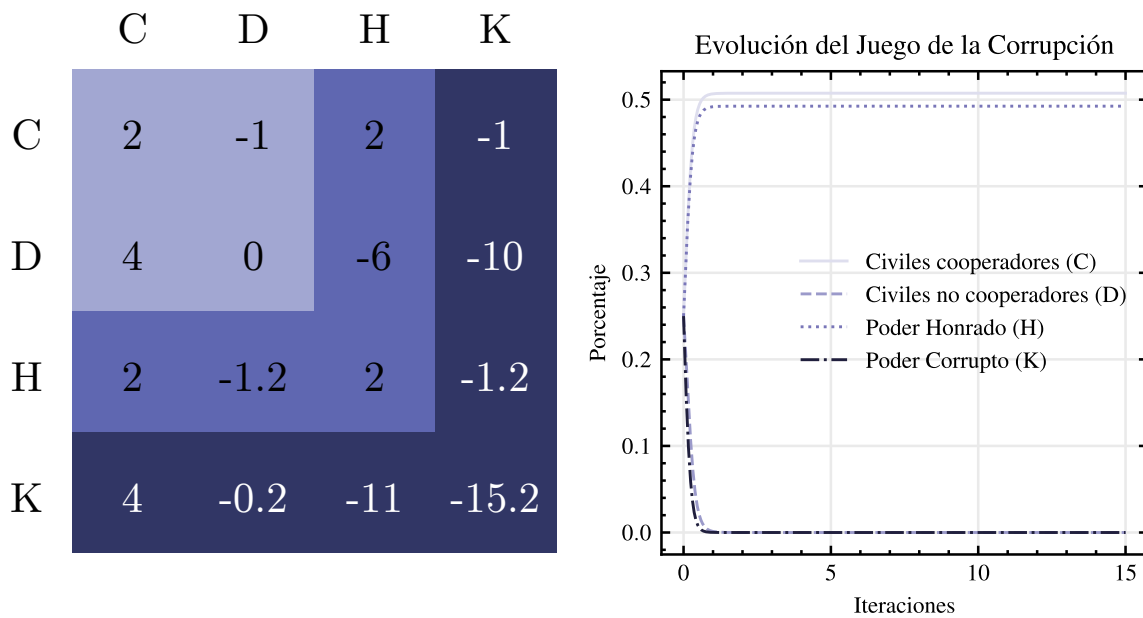 C D H K
C 2 -1 2 -1
D 4 0 -6 -10
H 2 -1.2 2 -1.2
K 4 -0.2 -11 -15.2
Evolución del Juego de la Corrupción
Porcentaje
0.5
0.4
0.3
0.2
0.1
0.0
Civiles cooperadores (C)
Civiles no cooperadores (D)
Poder Honrado (H)
Poder Corrupto (K)
0 5 10 15
Iteraciones